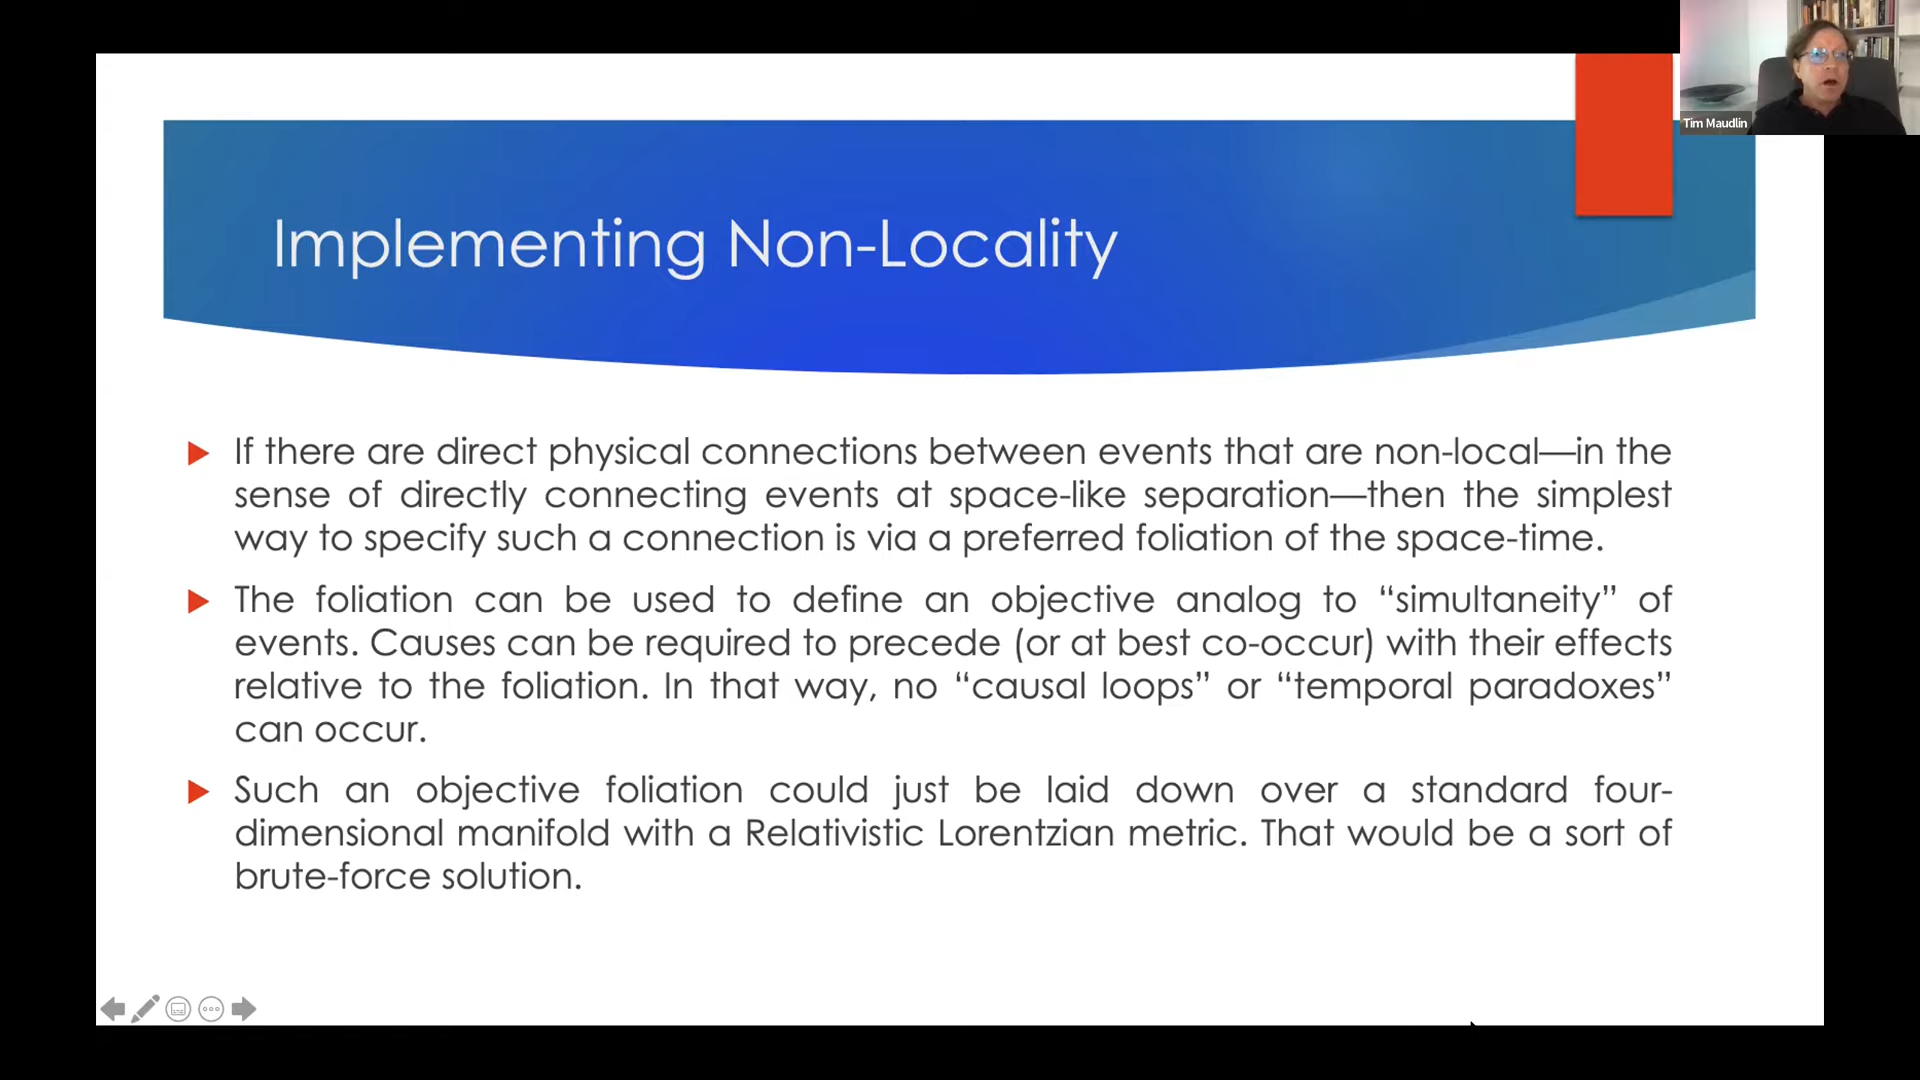 Tim Maudlin
Implementing Non-Locality
If there are direct physical connections between events that are non-local—in the
sense of directly connecting events at space-like separation—then the simplest
way to specify such a connection is via a preferred foliation of the space-time.
The foliation can be used to define an objective analog to “simultaneity” of
events. Causes can be required to precede (or at best co-occur) with their effects
relative to the foliation. In that way, no “causal loops” or “temporal paradoxes”
can occur.
Such an objective foliation could just be laid down over a standard four-
dimensional manifold with a Relativistic Lorentzian metric. That would be a sort of
brute-force solution.